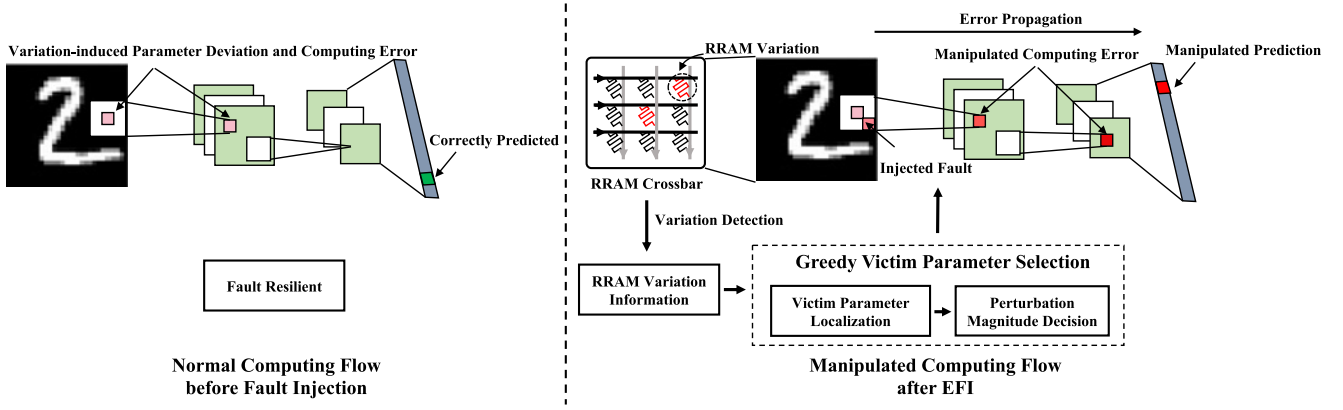 Variation-induced Parameter Deviation and Computing Error
Correctly Predicted
Fault Resilient
Normal Computing Flow
before Fault Injection
Error Propagation
RRAM Variation
Manipulated Computing Error
Manipulated Prediction
Injected Fault
RRAM Crossbar
Variation Detection
RRAM Variation
Information
Greedy Victim Parameter Selection
Victim Parameter
Localization
Perturbation
Magnitude Decision
Manipulated Computing Flow
after EFI
2
2